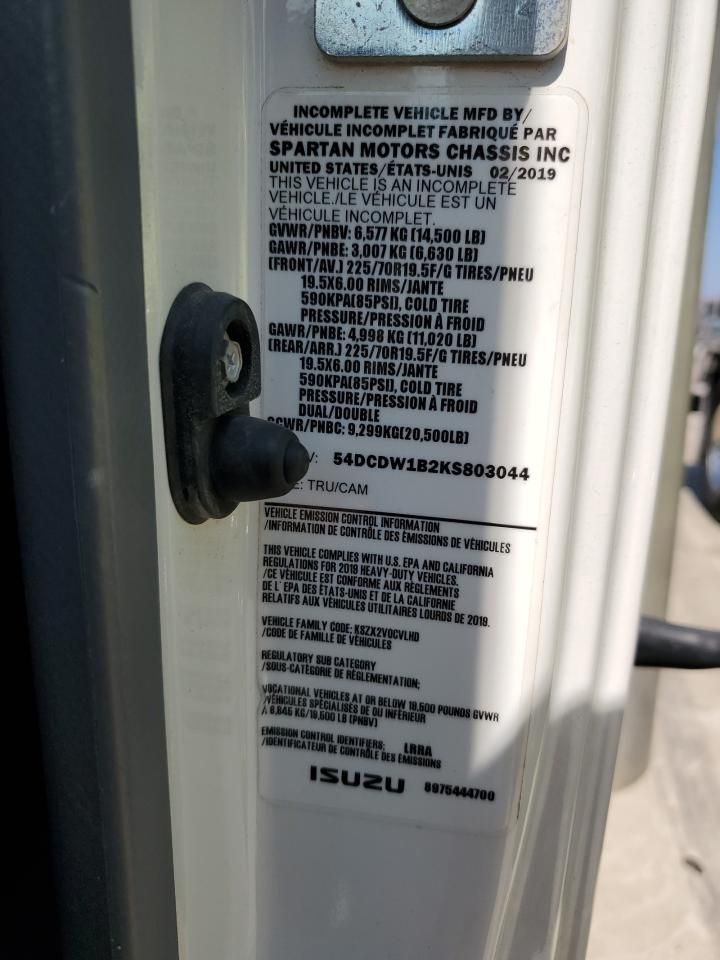 INCOMPLETE VEHICLE MFD BY/
VÉHICULE INCOMPLET FABRIQUÉ PAR
SPARTAN MOTORS CHASSIS INC
UNITED STATES/ÉTATS-UNIS 02/2019
THIS VEHICLE IS AN INCOMPLETE
VEHICLE./LE VÉHICULE EST UN
VÉHICULE INCOMPLET.
GVWR/PNBV: 6,577 KG (14,500 LB)
GAWR/PNBE: 3,007 KG (6,630 LB)
(FRONT/AV.) 225/70R19.5F/G TIRES/PNEU
19.5X6.00 RIMS/JANTE
590KPA(85PSI), COLD TIRE
PRESSURE/PRESSION À FROID
GAWR/PNBE: 4,998 KG (11,020 LB)
(REAR/ARR.) 225/70R19.5F/G TIRES/PNEU
19.5X6.00 RIMS/JANTE
590KPA(85PSI), COLD TIRE
PRESSURE/PRESSION À FROID
DUAL/DOUBLE
GCWR/PNBC: 9,299KG(20,500LB)
V: 54DCDW1B2KS803044
E: TRU/CAM
VEHICLE EMISSION CONTROL INFORMATION
/INFORMATION DE CONTRÔLE DES ÉMISSIONS DE VÉHICULES
THIS VEHICLE COMPLIES WITH U.S. EPA AND CALIFORNIA
REGULATIONS FOR 2018 HEAVY-DUTY VEHICLES.
/CE VÉHICULE EST CONFORME AUX RÈGLEMENTS
DE L' EPA DES ÉTATS-UNIS ET DE LA CALIFORNIE
RELATIFS AUX VÉHICULES UTILITAIRES LOURDS DE 2018.
VEHICLE FAMILY CODE: KSZX2VOCVLHD
/CODE DE FAMILLE DE VÉHICULES
REGULATORY SUB CATEGORY
/SOUS-CATÉGORIE DE RÉGLEMENTATION:
VOCATIONAL VEHICLES AT OR BELOW 19,500 POUNDS GVWR
/VÉHICULES SPÉCIALISÉS DE OU INFÉRIEUR
À 8,845 KG/19,500 LB (PNBV)
EMISSION CONTROL IDENTIFIERS: LRRA
/IDENTIFICATEUR DE CONTRÔLE DES ÉMISSIONS
ISUZU 8975444700